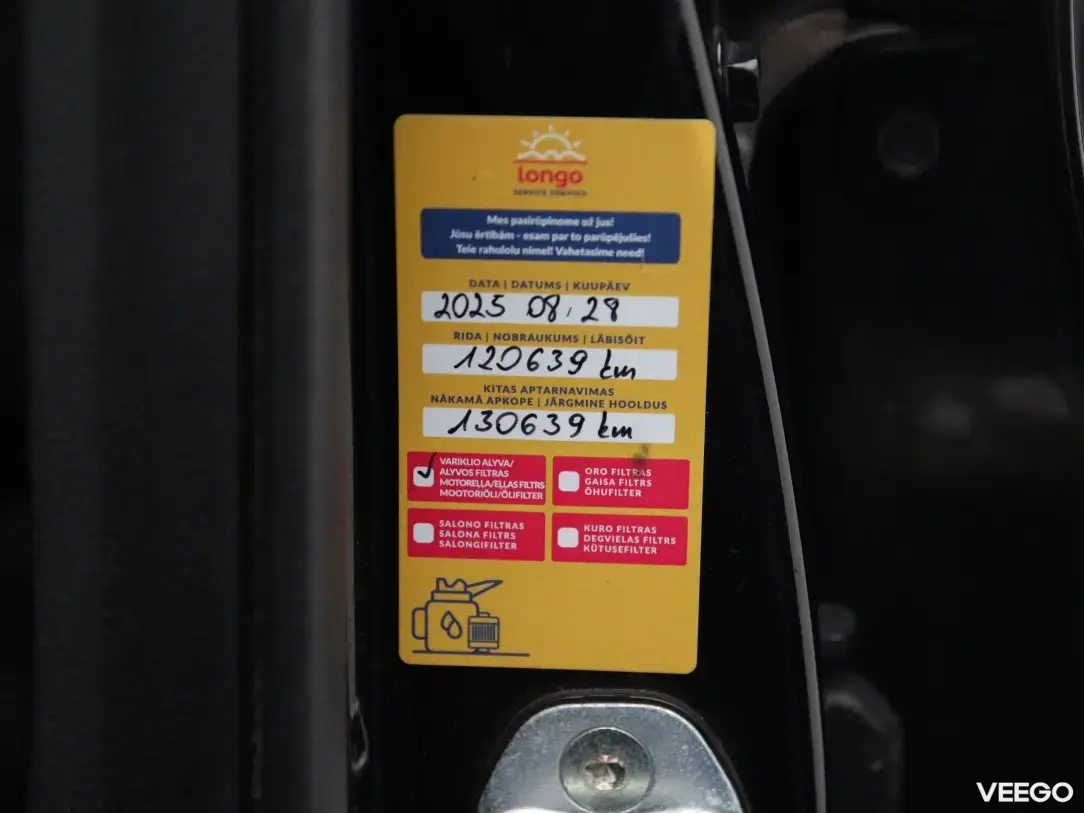 longo
SERVICE VERIFIED
Mes pasirūpinome už jus!
Jūsu ērtībām - esam par to parūpējušies!
Teie rahulolu nimel! Vahetasime need!
DATA | DATUMS | KUUPÄEV
2025 08.28
RIDA | NOBRAUKUMS | LÄBISÕIT
120639 km
KITAS APTARNAVIMAS
NĀKAMĀ APKOPE | JÄRGMINE HOOLDUS
130639 km
VARIKLIO ALYVA/
ALYVOS FILTRAS
MOTOREĻĻA/EĻĻAS FILTRS
MOOTORIÕLI/ÕLIFILTER
ORO FILTRAS
GAISA FILTRS
ÕHUFILTER
SALONO FILTRAS
SALONA FILTRS
SALONGIFILTER
KURO FILTRAS
DEGVIELAS FILTRS
KÜTUSEFILTER
VEEGO